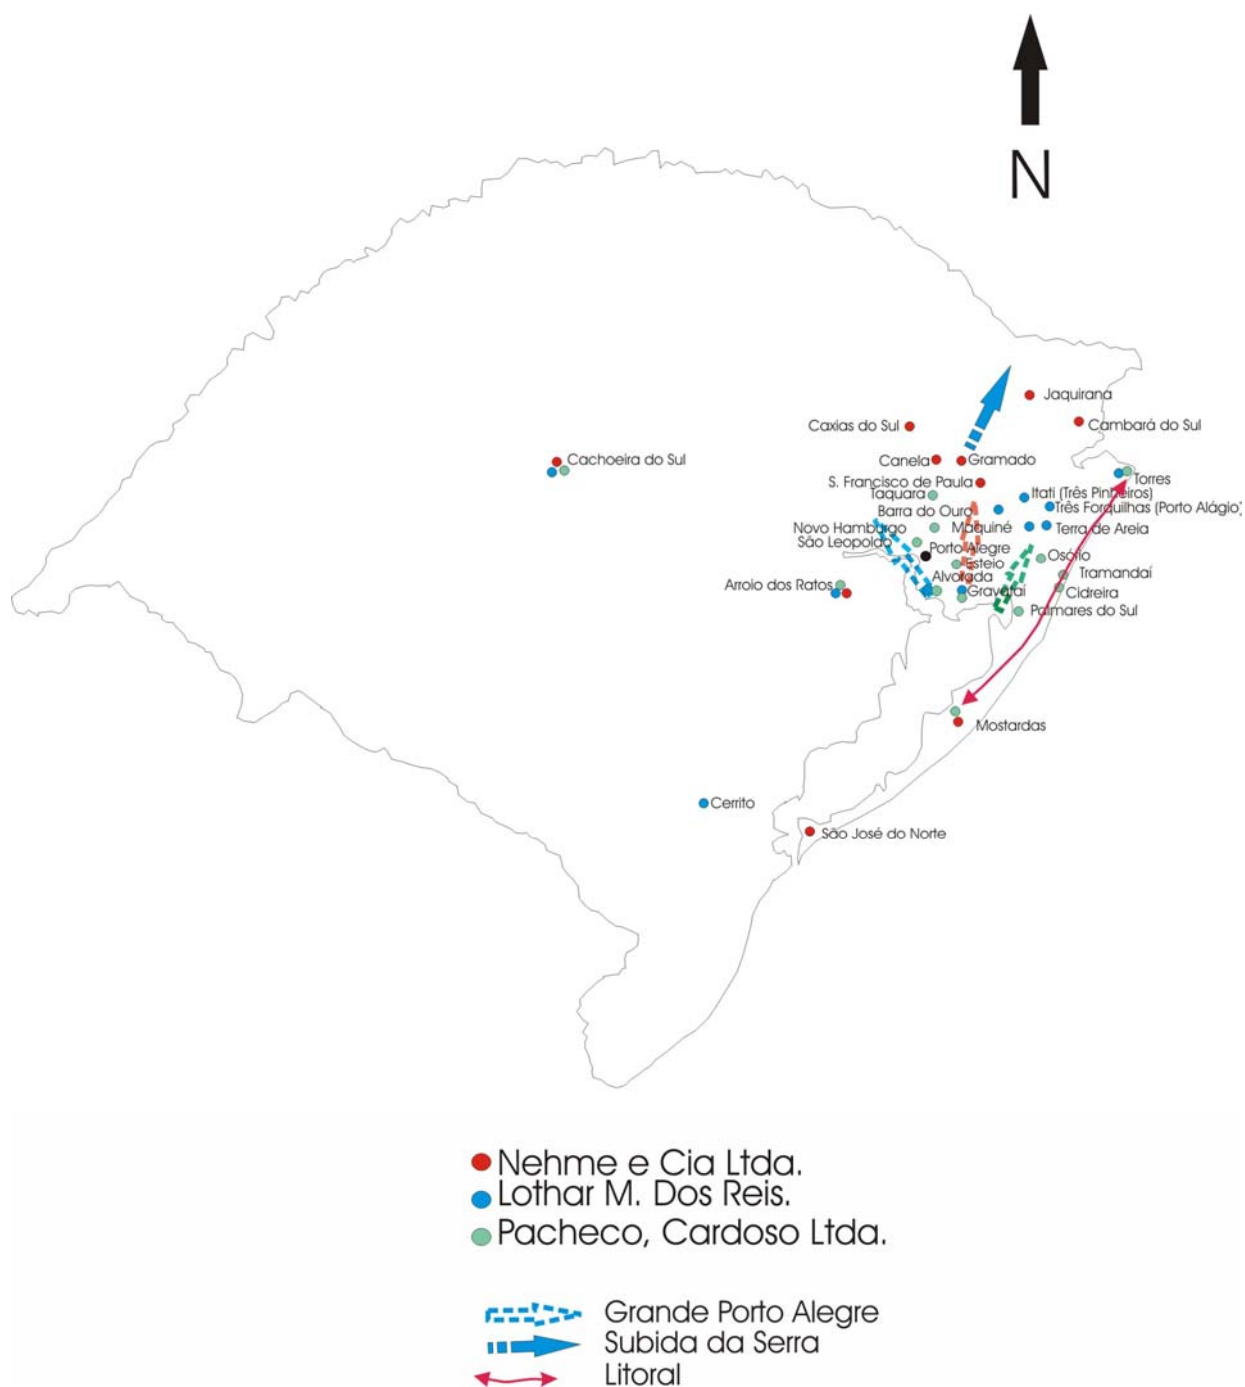 N
Jaquirana
Cambará do Sul
Caxias do Sul
Canela
Gramado
Cachoeira do Sul
Torres
S. Francisco de Paula
Taquara
Itati (Três Pinheiros)
Barra do Ouro
Três Forquilhas (Porto Alágio)
Novo Hamburgo
Maquiné
Terra de Areia
São Leopoldo
Porto Alegre
Osório
Esteio
Tramandaí
Alvorada
Arroio dos Ratos
Gravataí
Cidreira
Palmares do Sul
Mostardas
Cerrito
São José do Norte
Nehme e Cia Ltda.
Lothar M. Dos Reis.
Pacheco, Cardoso Ltda.
Grande Porto Alegre
Subida da Serra
Litoral